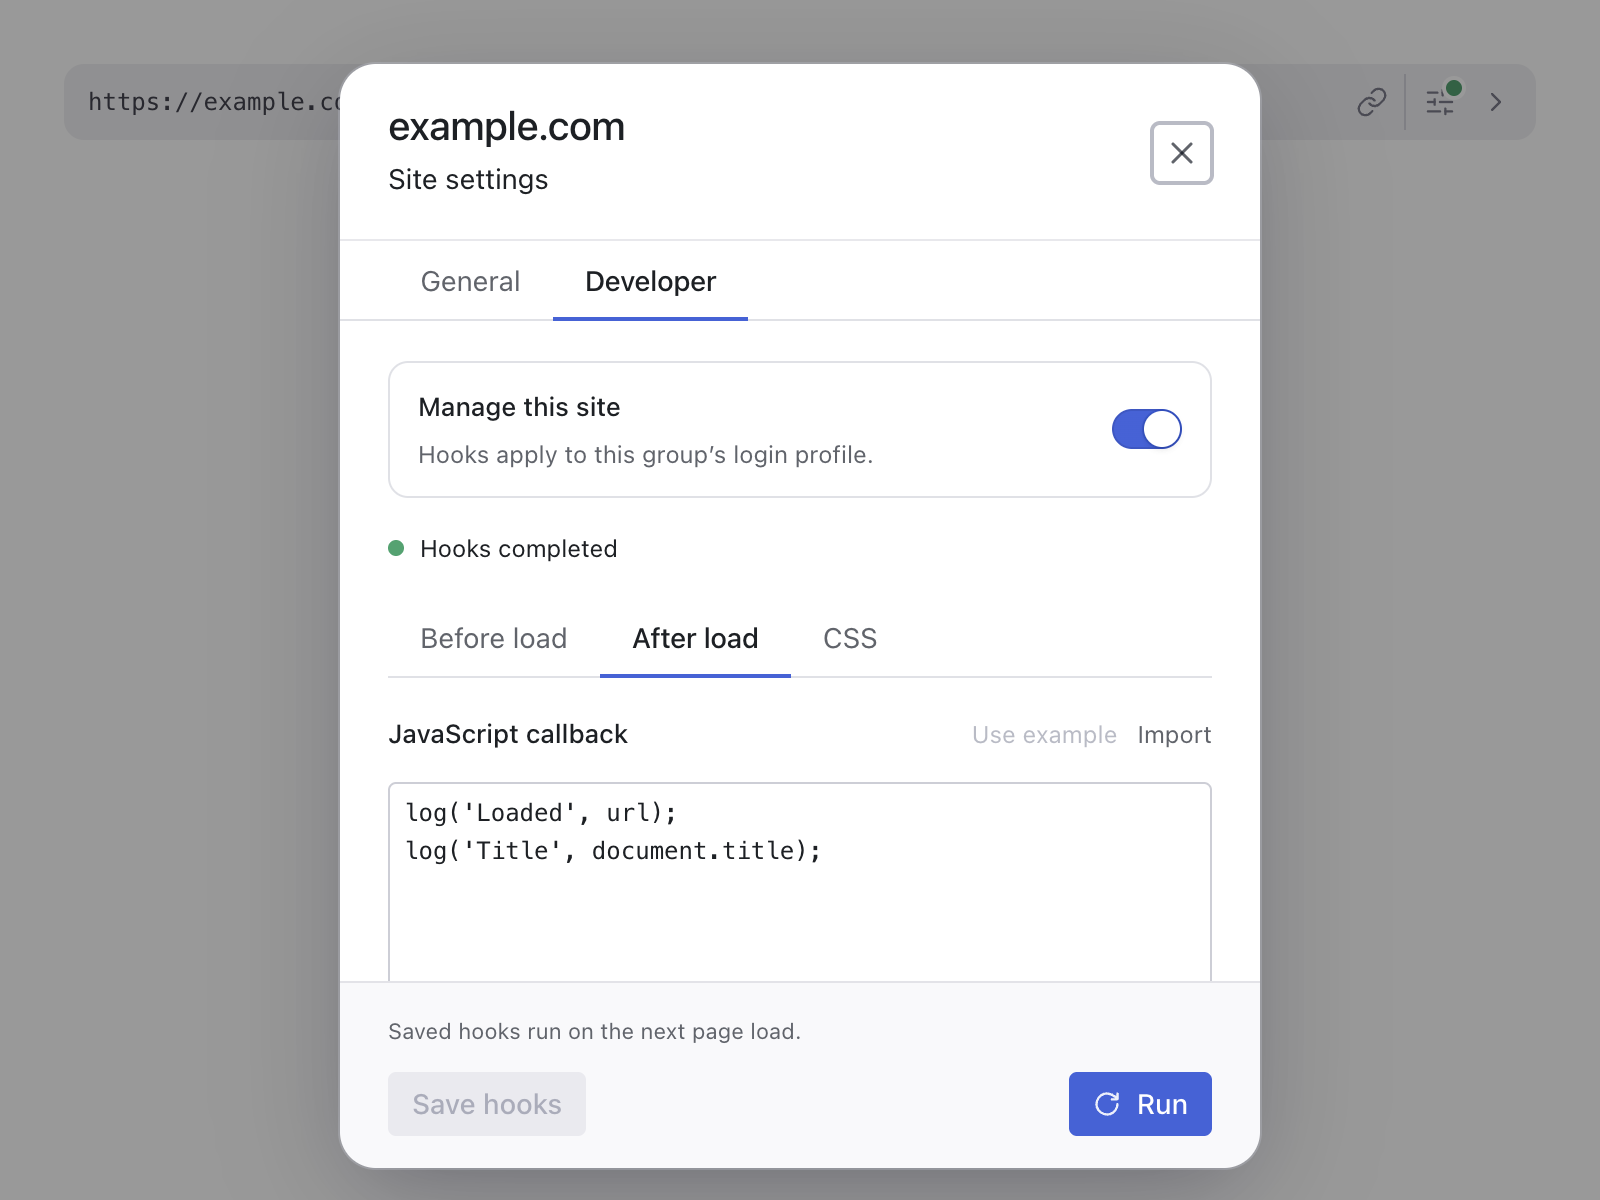 https://example.co
example.com
Site settings
General Developer
Manage this site
Hooks apply to this group’s login profile.
Hooks completed
Before load After load CSS
JavaScript callback Use example Import
log('Loaded', url);
log('Title', document.title);
Saved hooks run on the next page load.
Save hooks Run